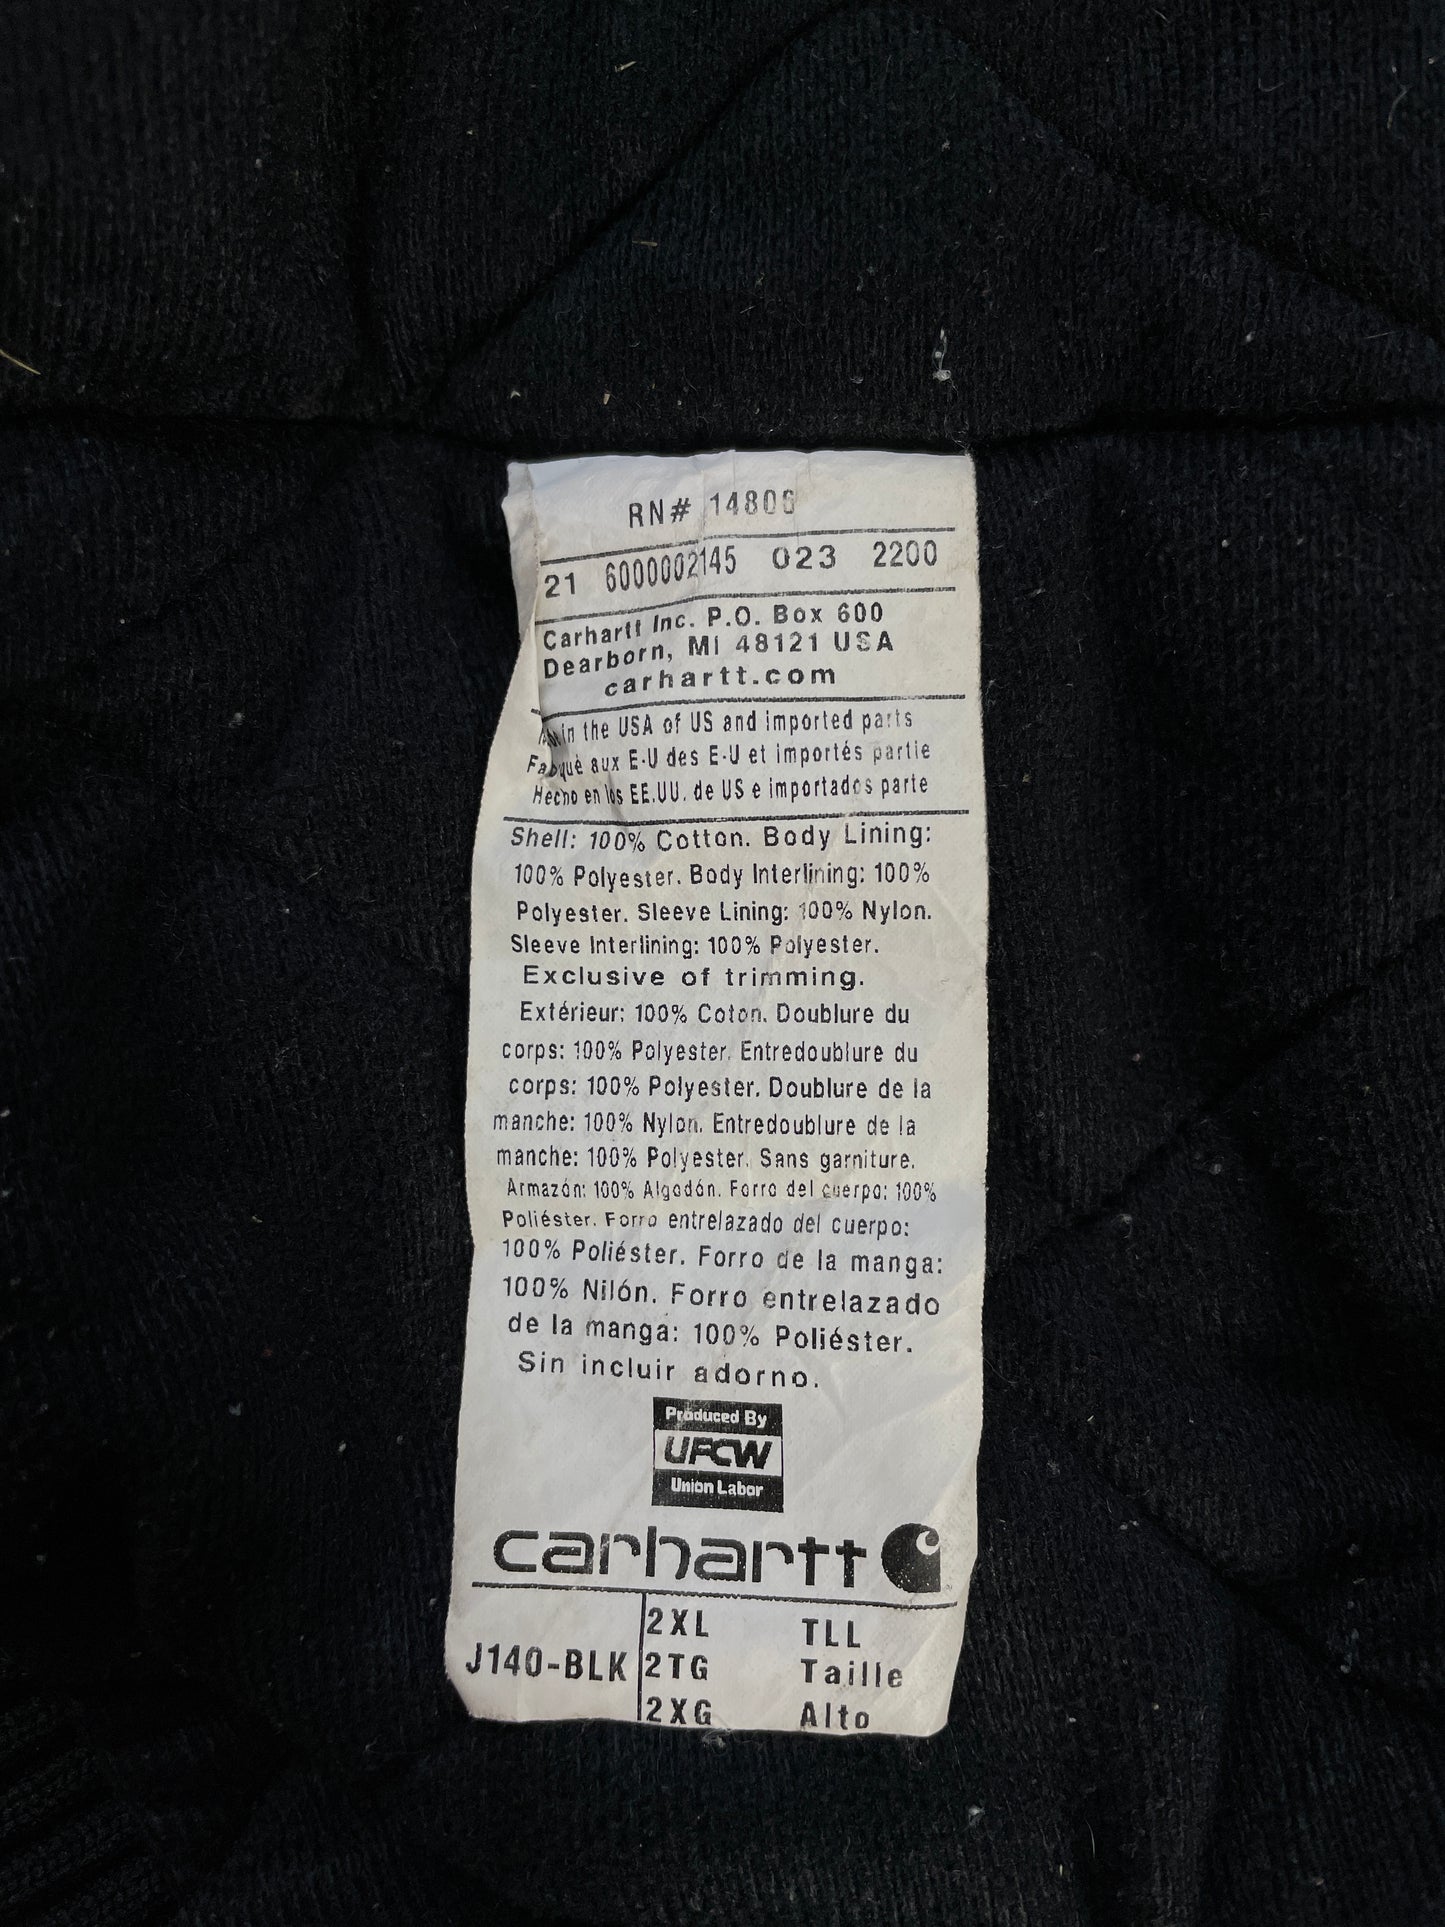 RN# 14806
21 6000002145 023 2200
Carhartt Inc. P.O. Box 600
Dearborn, MI 48121 USA
carhartt.com
in the USA of US and imported parts
aux E-U des E-U et importés partie
Hecho en los EE.UU. de US e importados parte
Shell: 100% Cotton. Body Lining:
100% Polyester. Body Interlining: 100%
Polyester. Sleeve Lining: 100% Nylon.
Sleeve Interlining: 100% Polyester.
Exclusive of trimming.
Extérieur: 100% Coton. Doublure du
corps: 100% Polyester. Entredoublure du
corps: 100% Polyester. Doublure de la
manche: 100% Nylon. Entredoublure de la
manche: 100% Polyester. Sans garniture.
Armazón: 100% Algodón. Forro del cuerpo: 100%
Poliéster. Forro entrelazado del cuerpo:
100% Poliéster. Forro de la manga:
100% Nilón. Forro entrelazado
de la manga: 100% Poliéster.
Sin incluir adorno.
Produced By
UFCW
Union Labor
carhartt
J140-BLK
2XL TLL
2TG Taille
2XG Alto